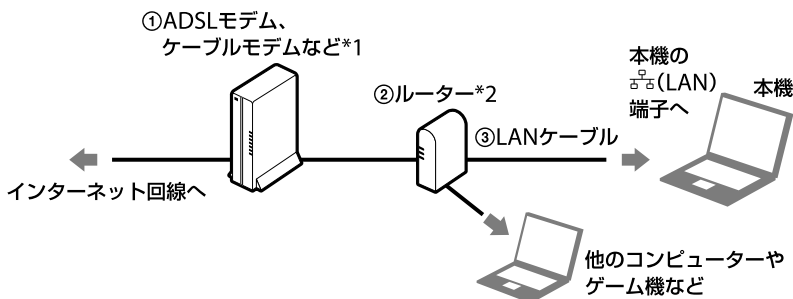 ①ADSLモデム、
ケーブルモデムなど*1
②ルーター*2
③LANケーブル
本機の
(LAN)
端子へ
本機
インターネット回線へ
他のコンピューターや
ゲーム機など